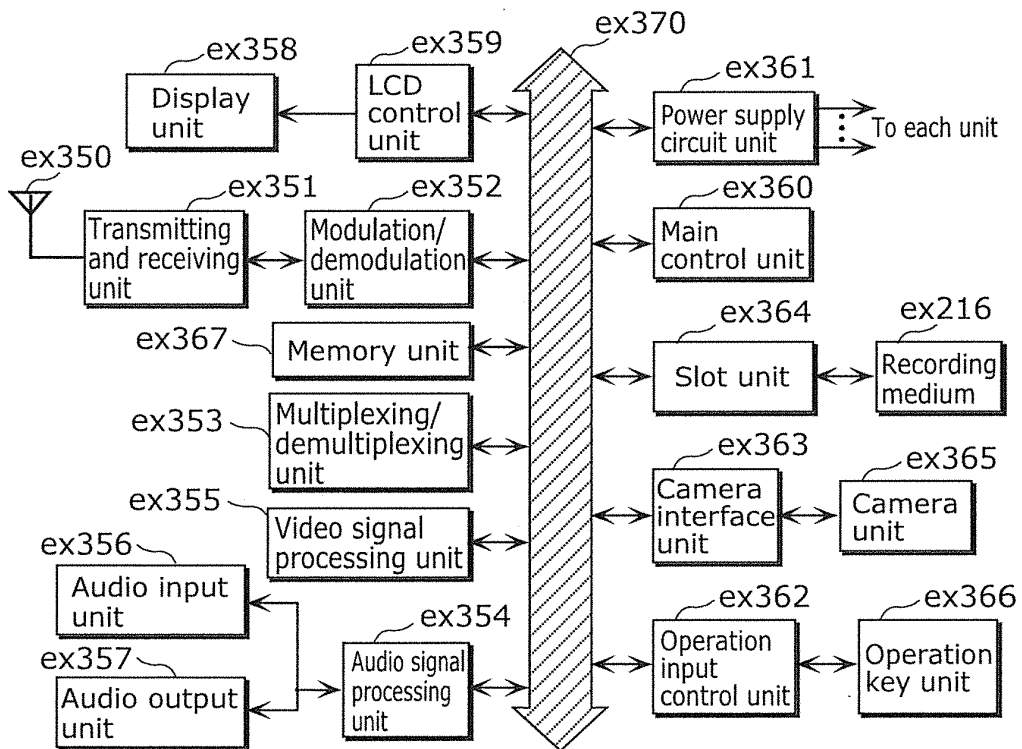 ex358
Display
unit
ex359
LCD
control
unit
ex370
ex361
Power supply
circuit unit
To each unit
ex350
ex351
Transmitting
and receiving
unit
ex352
Modulation/
demodulation
unit
ex360
Main
control unit
ex367
Memory unit
ex364
Slot unit
ex216
Recording
medium
ex353
Multiplexing/
demultiplexing
unit
ex363
Camera
interface
unit
ex365
Camera
unit
ex355
Video signal
processing unit
ex356
Audio input
unit
ex357
Audio output
unit
ex354
Audio signal
processing
unit
ex362
Operation
input
control unit
ex366
Operation
key unit